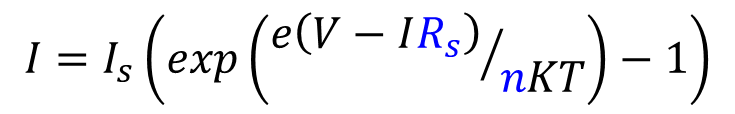 I = I_s (exp (e(V − IR_s)/nKT) − 1)